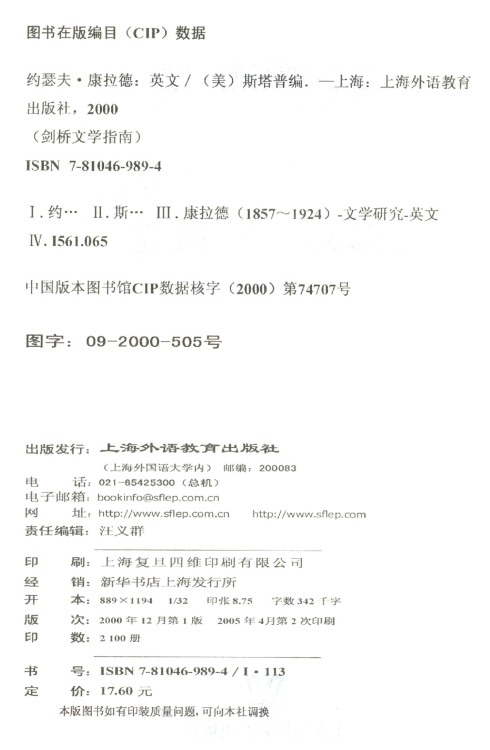 图书在版编目（CIP）数据
约瑟夫·康拉德：英文／（美）斯塔普编．—上海：上海外语教育
出版社，2000
（剑桥文学指南）
ISBN 7-81046-989-4
Ⅰ.约… Ⅱ.斯… Ⅲ.康拉德（1857～1924）-文学研究-英文
Ⅳ.I561.065
中国版本图书馆CIP数据核字（2000）第74707号
图字：09-2000-505号
出版发行：上海外语教育出版社
（上海外国语大学内） 邮编：200083
电 话：021-65425300（总机）
电子邮箱：bookinfo@sflep.com.cn
网 址：http://www.sflep.com.cn http://www.sflep.com
责任编辑：汪义群
印 刷：上海复旦四维印刷有限公司
经 销：新华书店上海发行所
开 本：889×1194 1/32 印张 8.75 字数 342 千字
版 次：2000 年 12 月第 1 版 2005 年 4月第 2 次印刷
印 数：2 100 册
书 号：ISBN 7-81046-989-4 / I·113
定 价：17.60 元
本版图书如有印装质量问题，可向本社调换